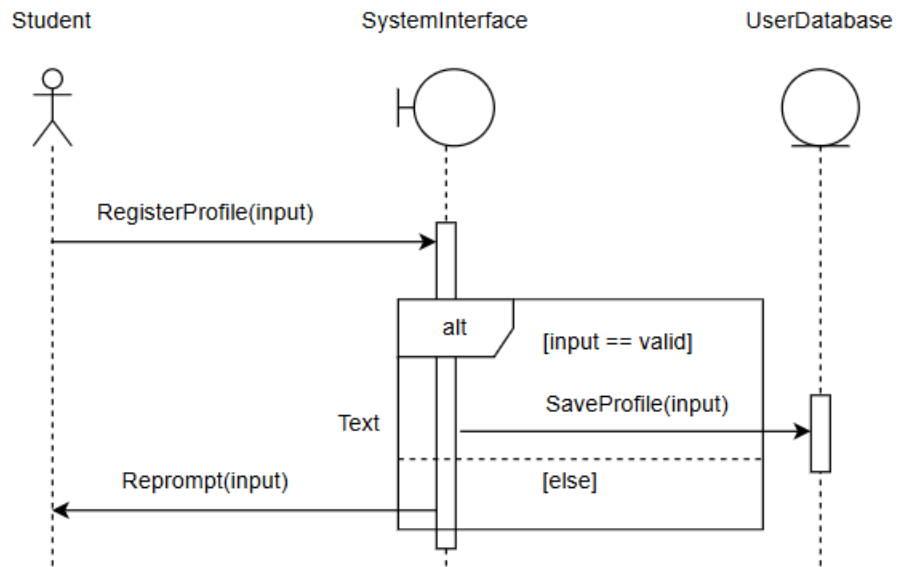 Student
SystemInterface
UserDatabase
RegisterProfile(input)
alt
[input == valid]
SaveProfile(input)
Text
Reprompt(input)
[else]